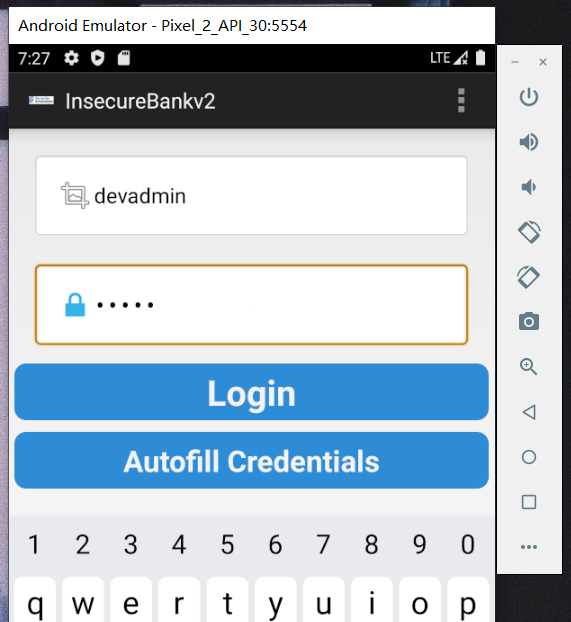 Android Emulator - Pixel_2_API_30:5554
7:27 LTE
InsecureBankv2
devadmin
•••••
Login
Autofill Credentials
1 2 3 4 5 6 7 8 9 0
q w e r t y u i o p